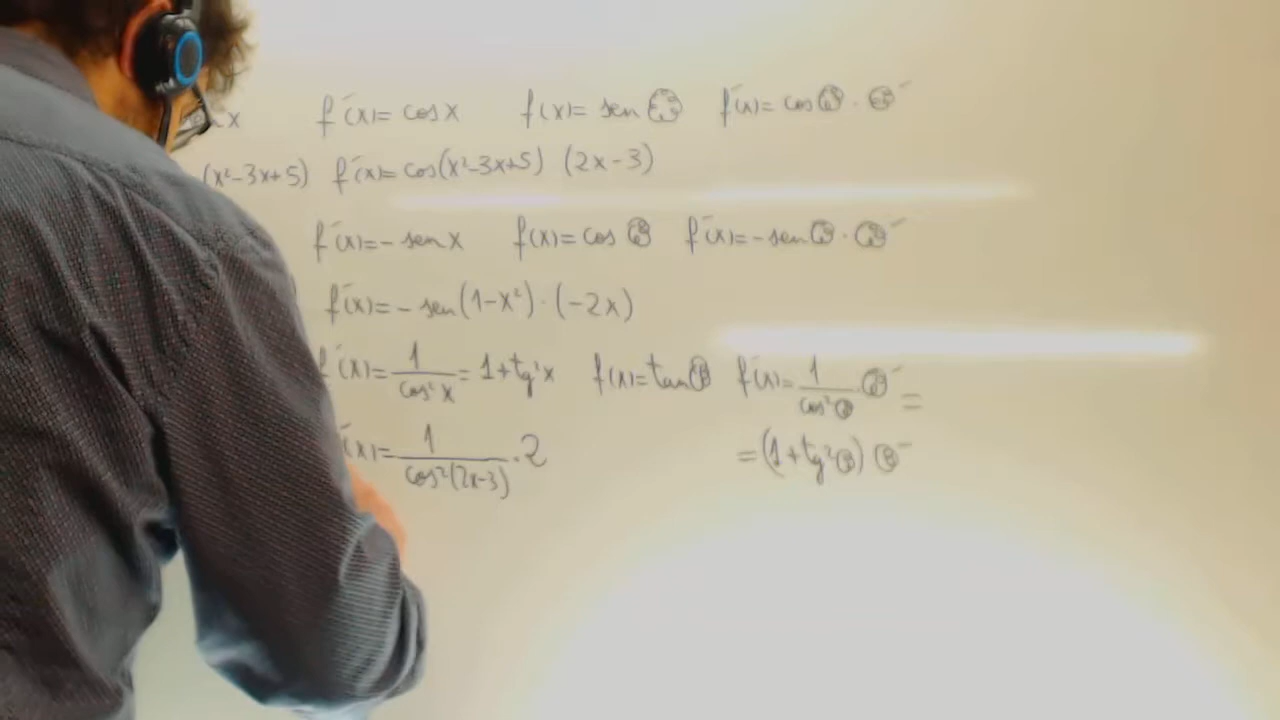 x f'(x)= cos x f(x)= sen ☺ f'(x)= cos ☺ · ☺'
(x²-3x+5) f'(x)= cos(x²-3x+5) (2x-3)
f'(x)= - sen x f(x)= cos ☺ f'(x)= - sen ☺ · ☺'
f'(x)= - sen(1-x²) · (-2x)
f'(x)= 1/cos² x = 1+tg² x f(x)= tan ☺ f'(x)= 1/cos² ☺ · ☺' =
'(x)= 1/cos²(2x-3) · 2 = (1+tg² ☺) ☺'